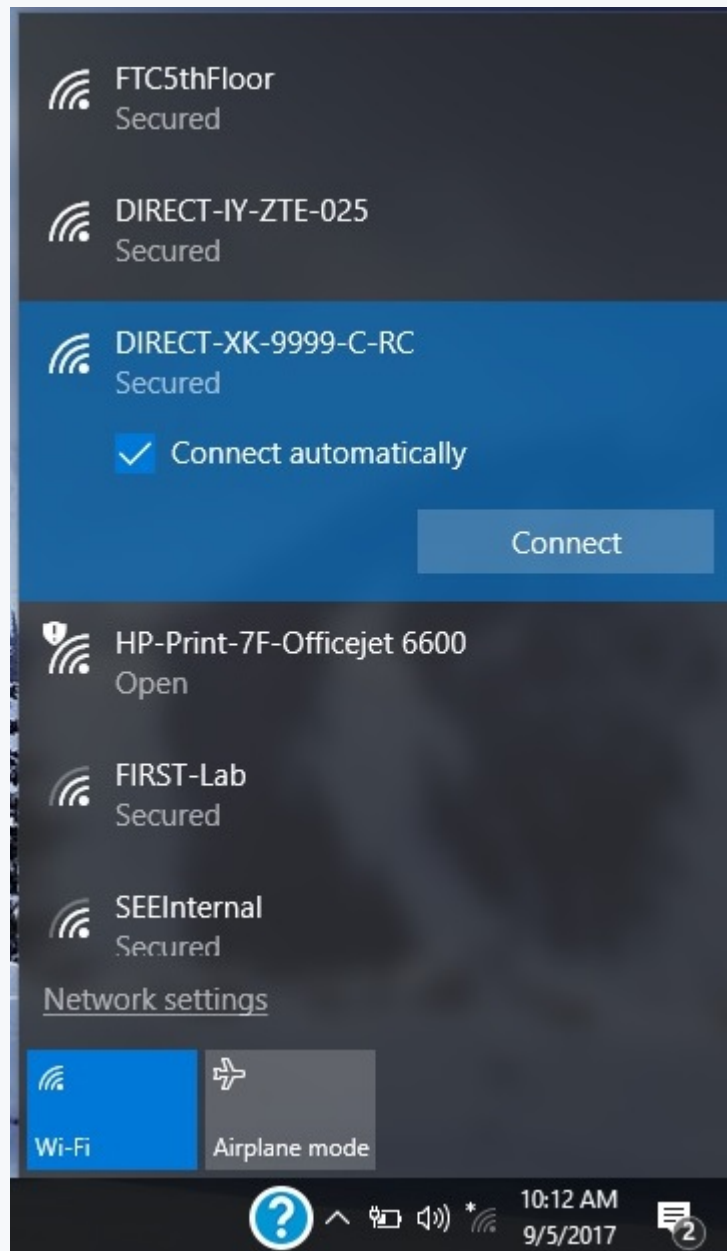 FTC5thFloor
Secured
DIRECT-IY-ZTE-025
Secured
DIRECT-XK-9999-C-RC
Secured
Connect automatically
Connect
HP-Print-7F-Officejet 6600
Open
FIRST-Lab
Secured
SEEInternal
Secured
Network settings
Wi-Fi
Airplane mode
?
10:12 AM
9/5/2017
2